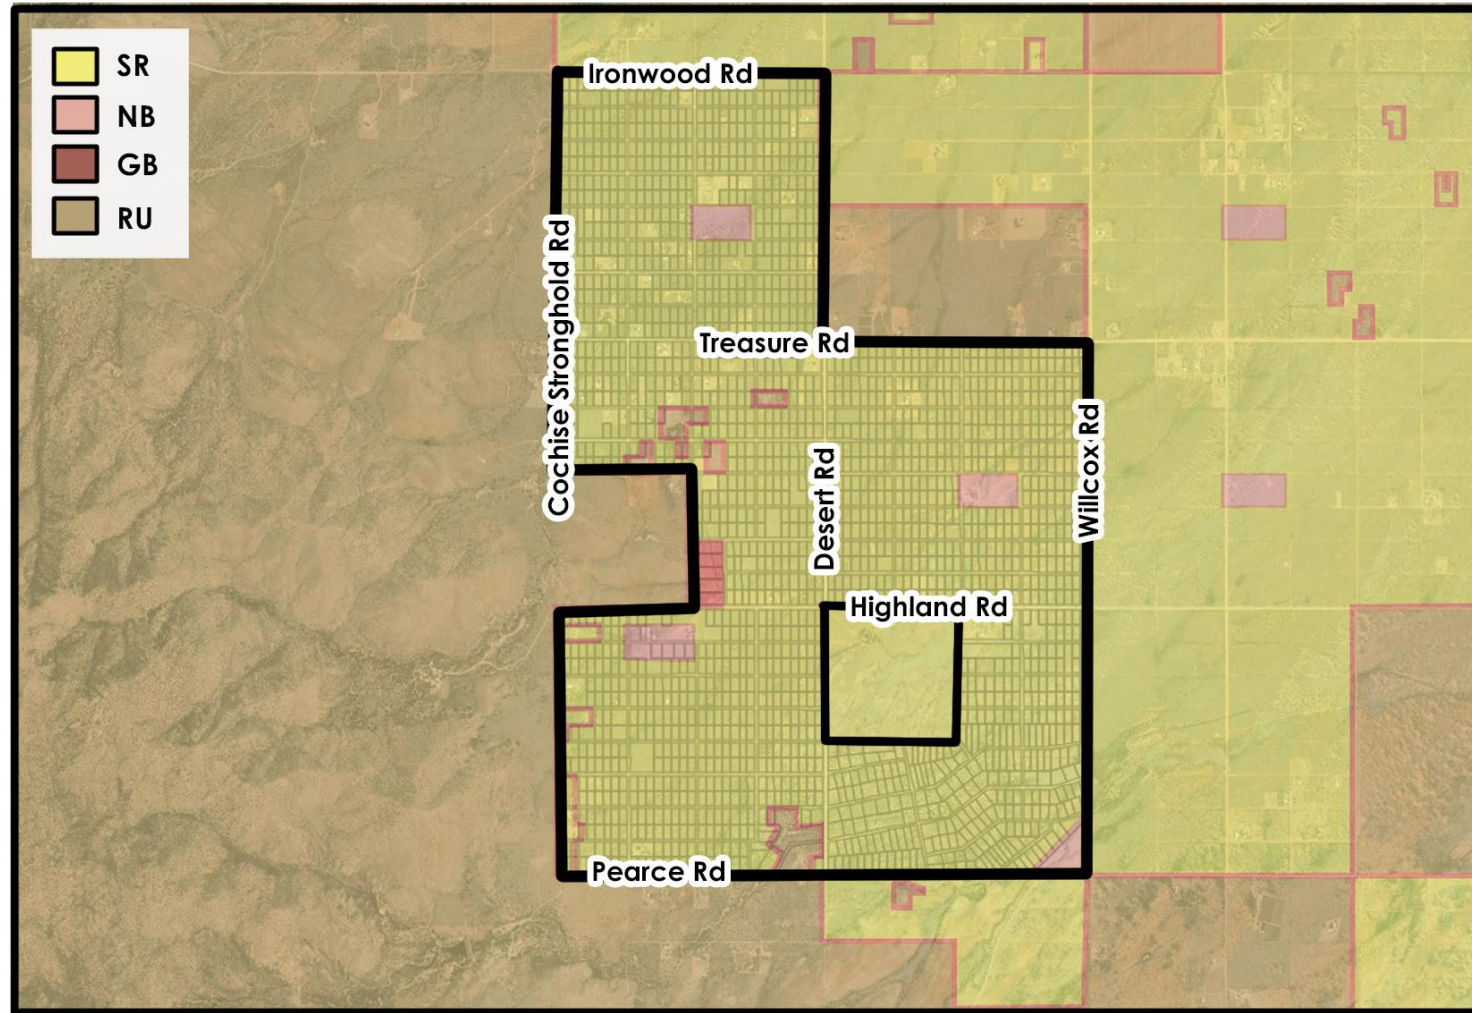 SR
NB
GB
RU
Ironwood Rd
Cochise Stronghold Rd
Treasure Rd
Desert Rd
Willcox Rd
Highland Rd
Pearce Rd